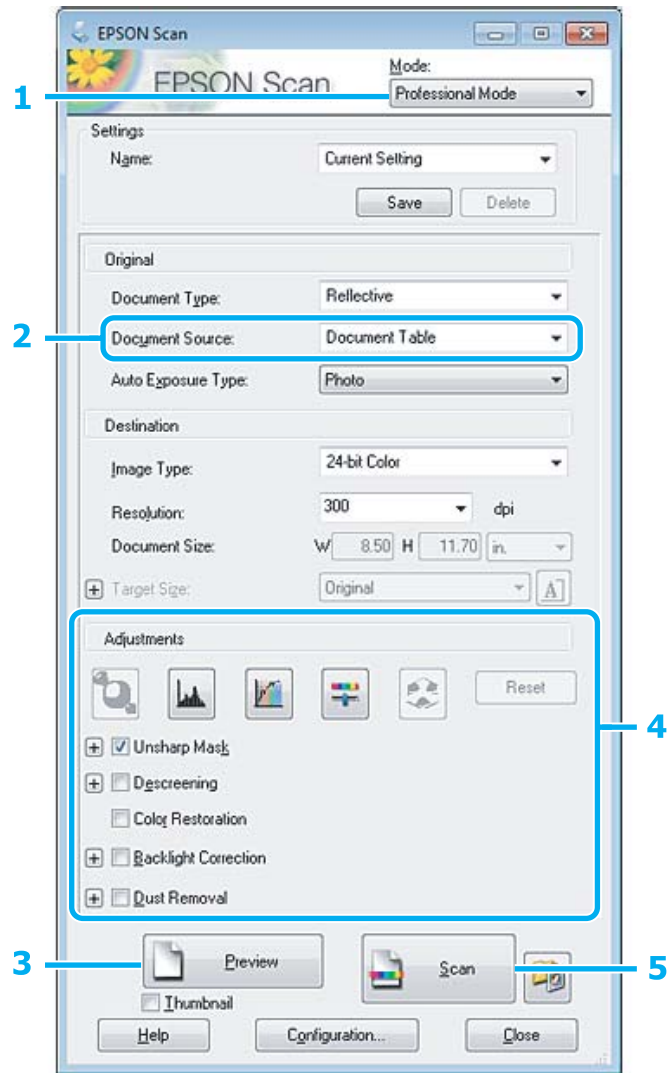 EPSON Scan
EPSON Scan
Mode:
1
Professional Mode
Settings
Name:
Current Setting
Save
Delete
Original
Document Type:
Reflective
2
Document Source:
Document Table
Auto Exposure Type:
Photo
Destination
Image Type:
24-bit Color
Resolution:
300
dpi
Document Size:
W 8.50 H 11.70 in.
Target Size:
Original
A
Adjustments
Reset
4
Unsharp Mask
Descreening
Color Restoration
Backlight Correction
Dust Removal
3
Preview
Scan
5
Thumbnail
Help
Configuration...
Close